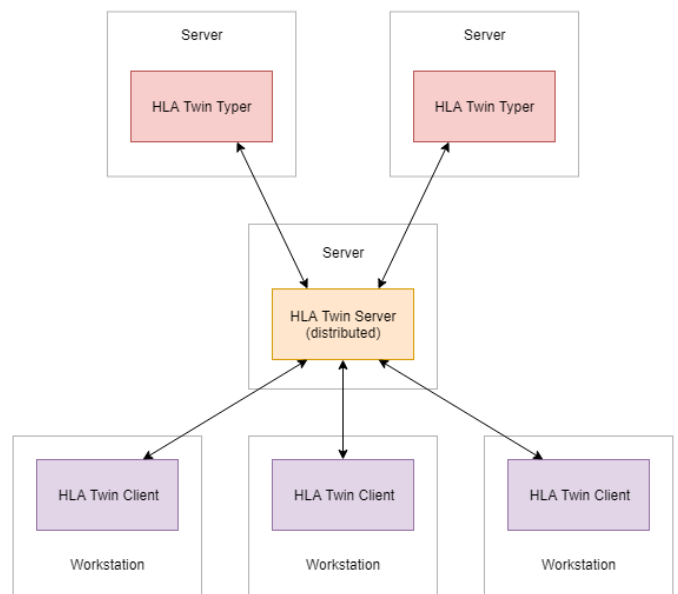 Server
Server
HLA Twin Typer
HLA Twin Typer
Server
HLA Twin Server
(distributed)
HLA Twin Client
HLA Twin Client
HLA Twin Client
Workstation
Workstation
Workstation